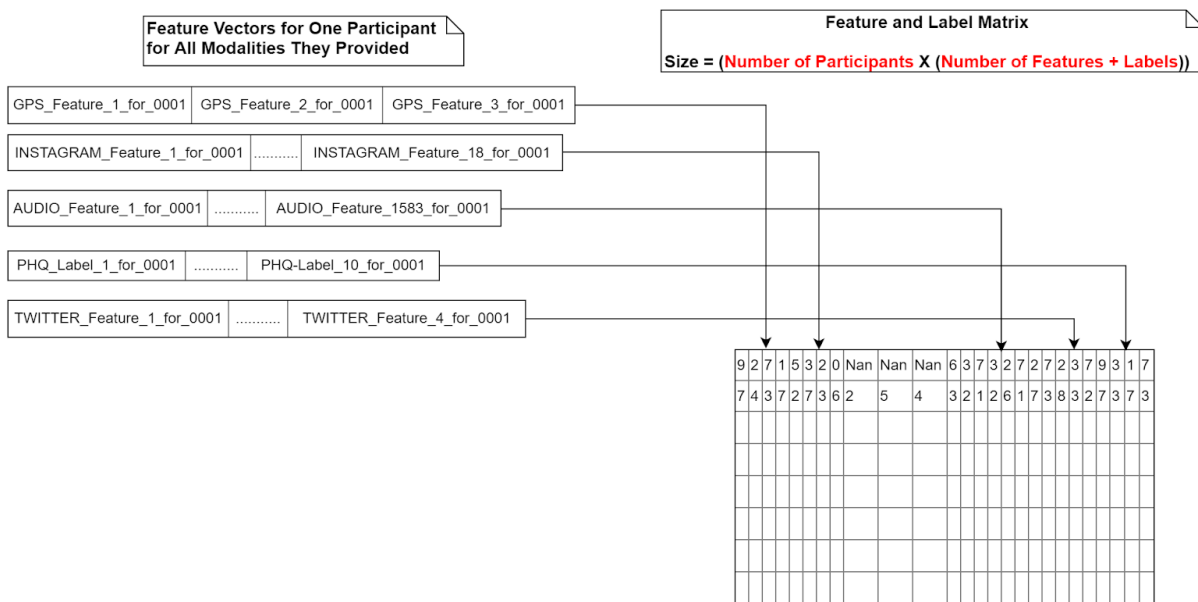 Feature Vectors for One Participant
for All Modalities They Provided
Feature and Label Matrix
Size = (Number of Participants X (Number of Features + Labels))
GPS_Feature_1_for_0001 GPS_Feature_2_for_0001 GPS_Feature_3_for_0001
INSTAGRAM_Feature_1_for_0001 ........... INSTAGRAM_Feature_18_for_0001
AUDIO_Feature_1_for_0001 ........... AUDIO_Feature_1583_for_0001
PHQ_Label_1_for_0001 ........... PHQ-Label_10_for_0001
TWITTER_Feature_1_for_0001 ........... TWITTER_Feature_4_for_0001
9 2 7 1 5 3 2 0 Nan Nan Nan 6 3 7 3 2 7 2 7 2 3 7 9 3 1 7
7 4 3 7 2 7 3 6 2 5 4 3 2 1 2 6 1 7 3 8 3 2 7 3 7 3